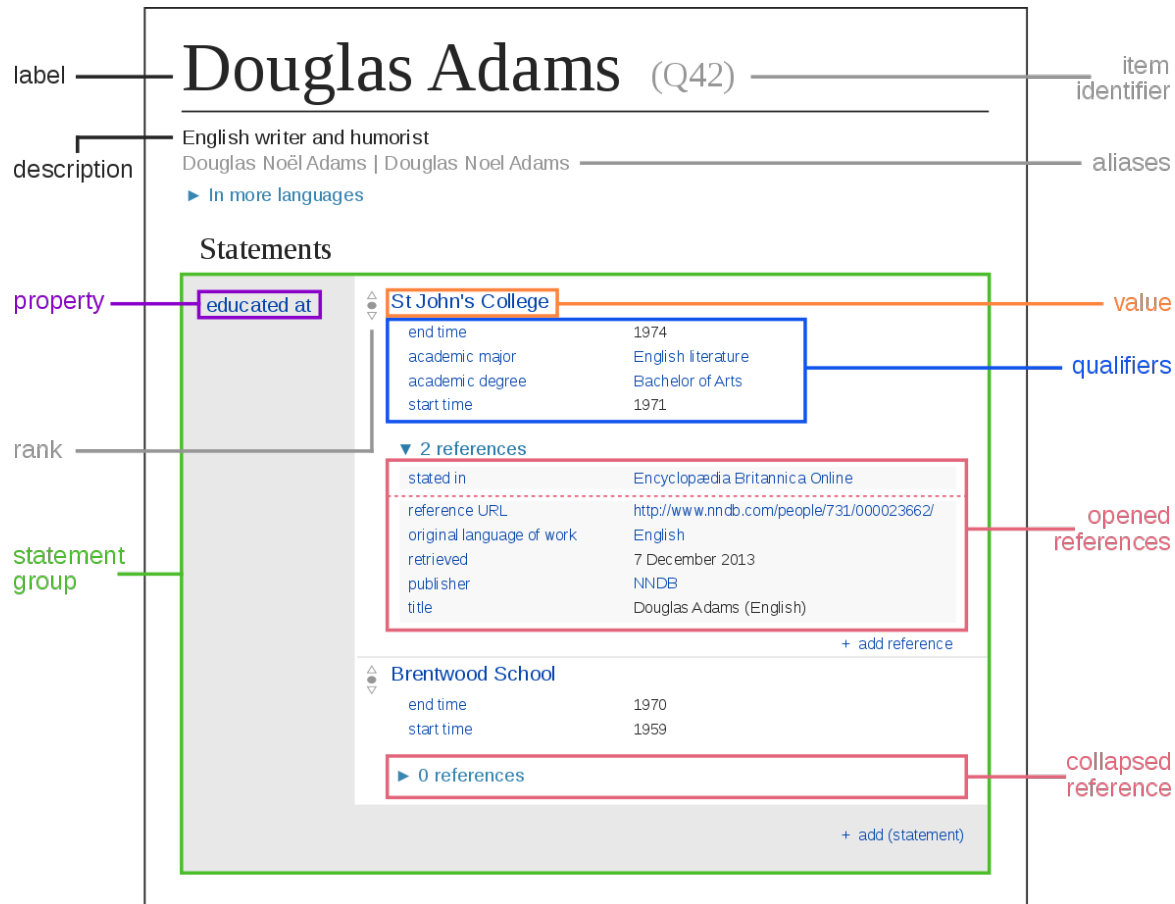 label
Douglas Adams (Q42)
item
identifier
description
English writer and humorist
Douglas Noël Adams | Douglas Noel Adams
aliases
► In more languages
Statements
property
educated at
St John's College
value
end time 1974
academic major English literature
academic degree Bachelor of Arts
start time 1971
qualifiers
rank
▼ 2 references
stated in Encyclopædia Britannica Online
reference URL http://www.nndb.com/people/731/000023662/
original language of work English
retrieved 7 December 2013
publisher NNDB
title Douglas Adams (English)
opened
references
statement
group
+ add reference
Brentwood School
end time 1970
start time 1959
► 0 references
collapsed
reference
+ add (statement)